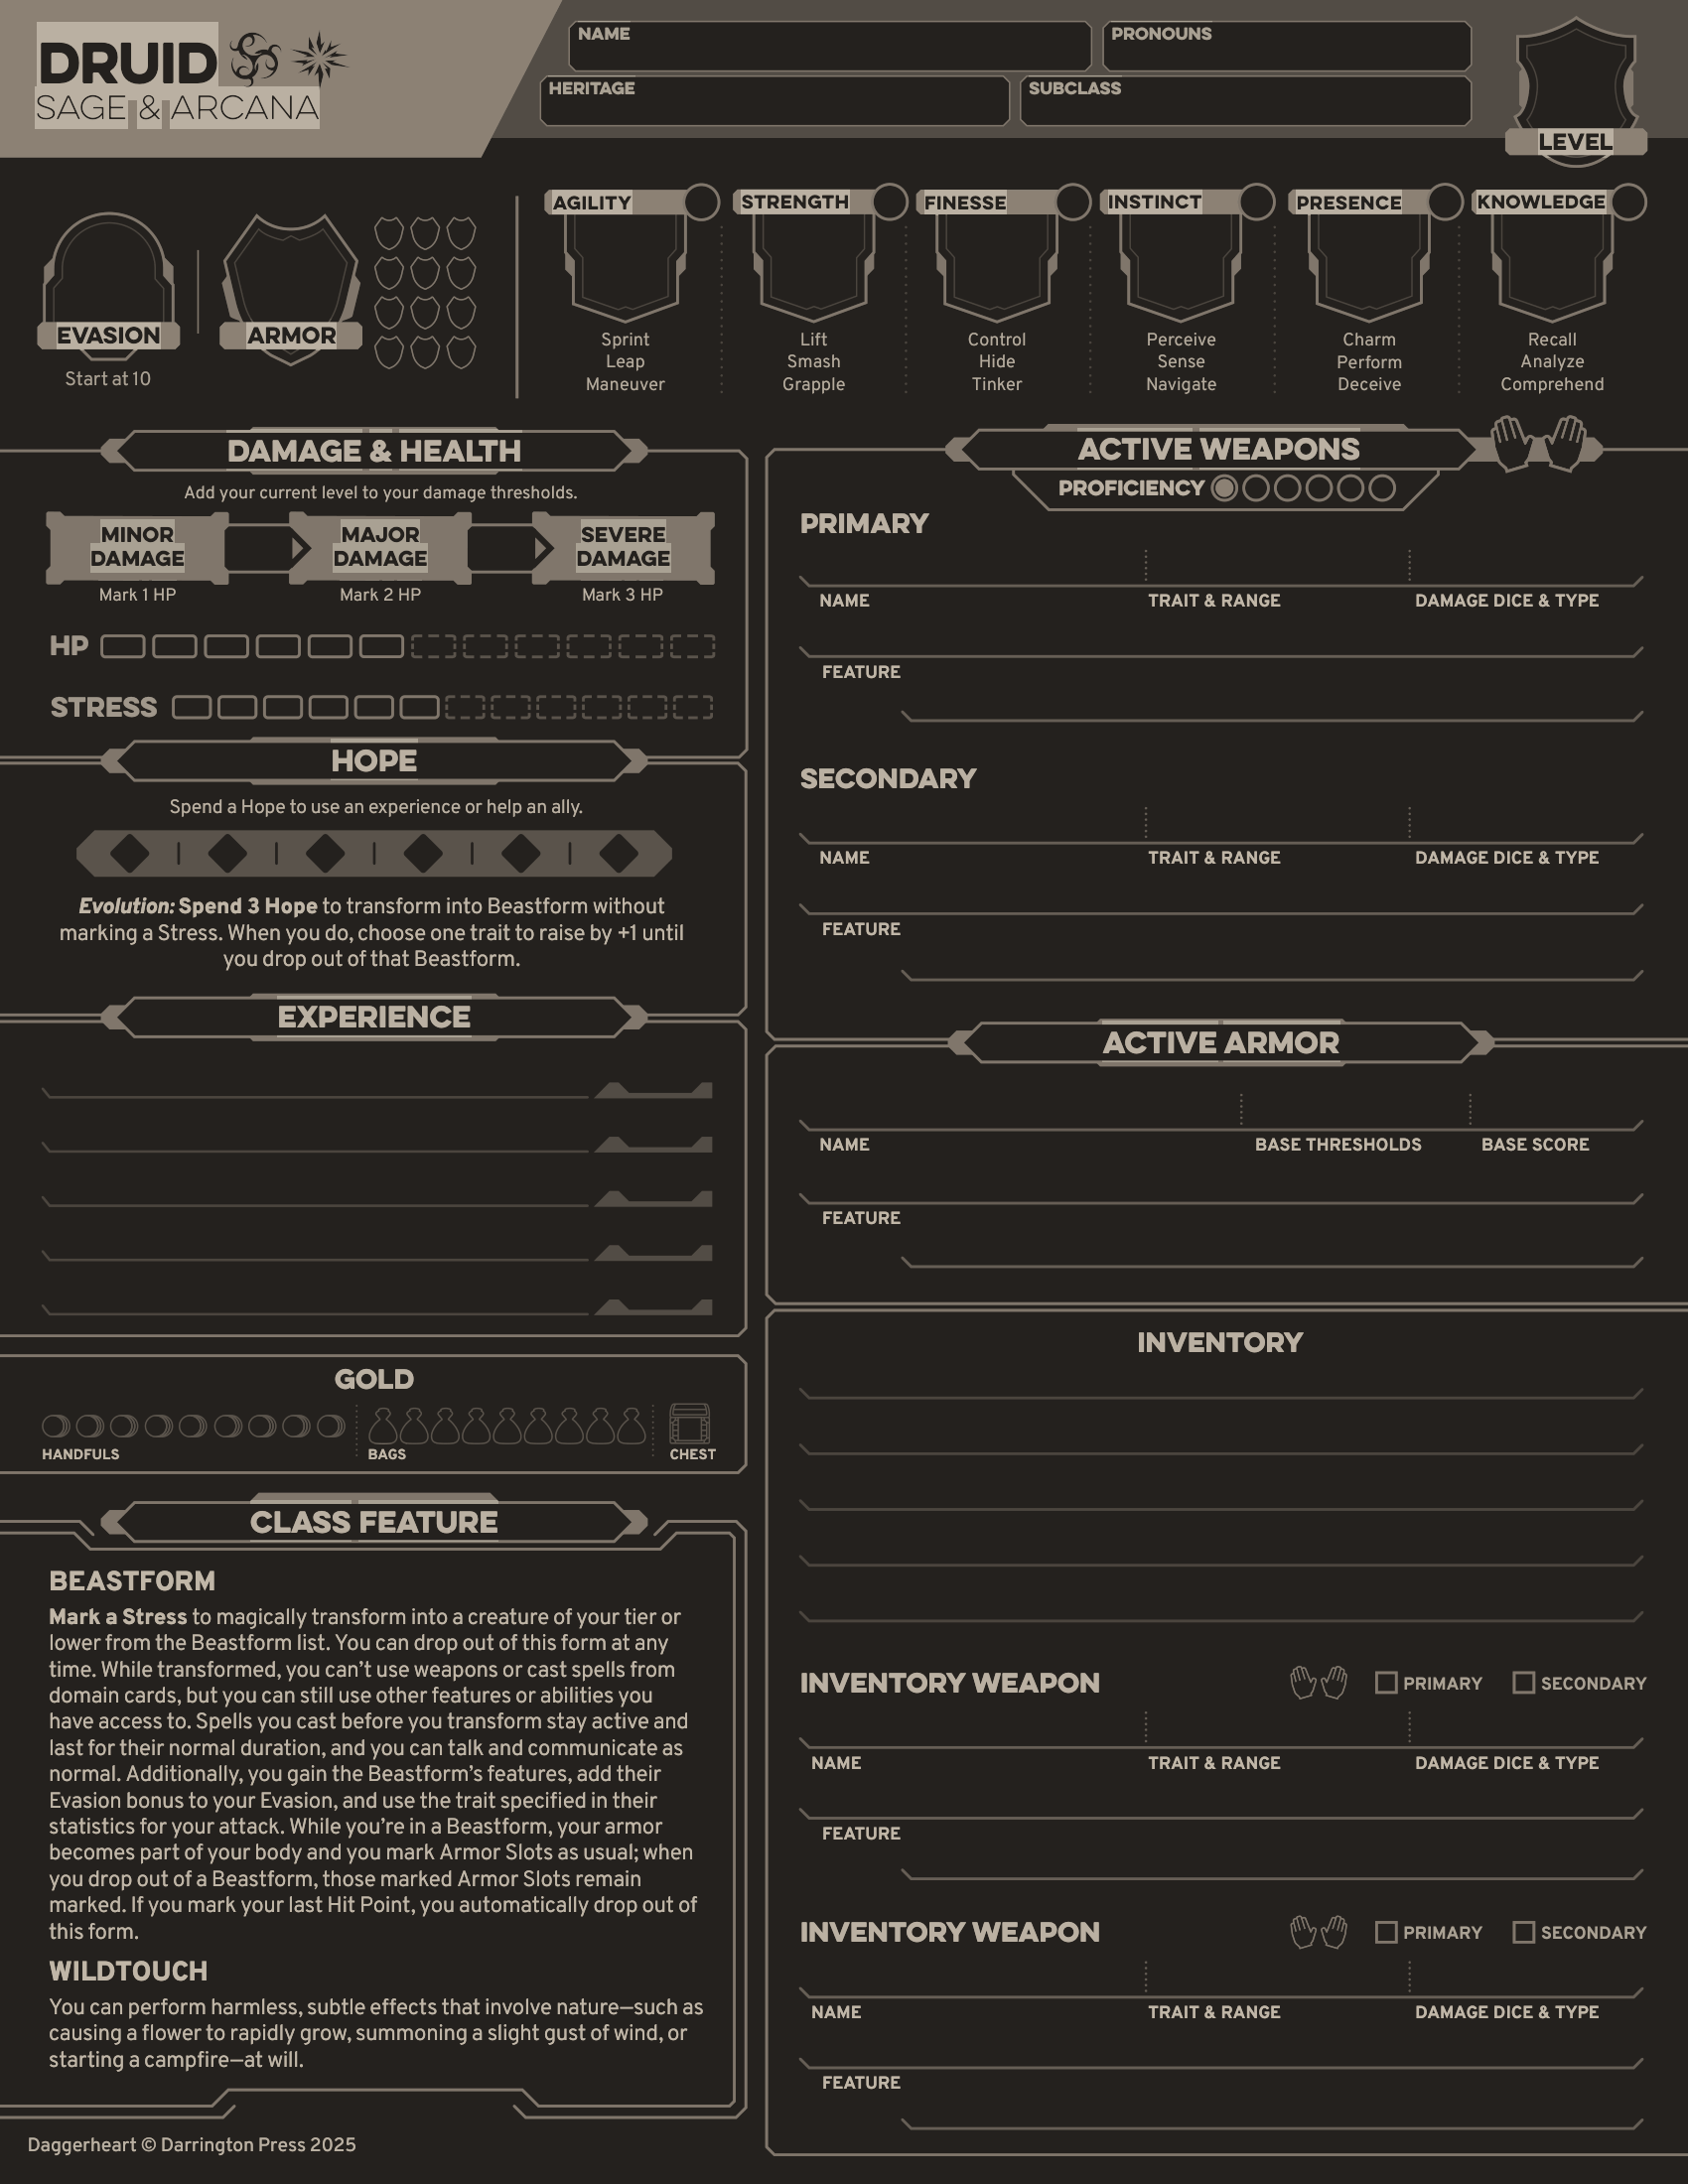 DRUID
SAGE & ARCANA
NAME
PRONOUNS
HERITAGE
SUBCLASS
LEVEL
EVASION
Start at 10
ARMOR
AGILITY
Sprint
Leap
Maneuver
STRENGTH
Lift
Smash
Grapple
FINESSE
Control
Hide
Tinker
INSTINCT
Perceive
Sense
Navigate
PRESENCE
Charm
Perform
Deceive
KNOWLEDGE
Recall
Analyze
Comprehend
DAMAGE & HEALTH
Add your current level to your damage thresholds.
MINOR
DAMAGE
Mark 1 HP
MAJOR
DAMAGE
Mark 2 HP
SEVERE
DAMAGE
Mark 3 HP
HP
STRESS
HOPE
Spend a Hope to use an experience or help an ally.
Evolution: Spend 3 Hope to transform into Beastform without
marking a Stress. When you do, choose one trait to raise by +1 until
you drop out of that Beastform.
EXPERIENCE
GOLD
HANDFULS
BAGS
CHEST
CLASS FEATURE
BEASTFORM
Mark a Stress to magically transform into a creature of your tier or
lower from the Beastform list. You can drop out of this form at any
time. While transformed, you can’t use weapons or cast spells from
domain cards, but you can still use other features or abilities you
have access to. Spells you cast before you transform stay active and
last for their normal duration, and you can talk and communicate as
normal. Additionally, you gain the Beastform’s features, add their
Evasion bonus to your Evasion, and use the trait specified in their
statistics for your attack. While you’re in a Beastform, your armor
becomes part of your body and you mark Armor Slots as usual; when
you drop out of a Beastform, those marked Armor Slots remain
marked. If you mark your last Hit Point, you automatically drop out of
this form.
WILDTOUCH
You can perform harmless, subtle effects that involve nature—such as
causing a flower to rapidly grow, summoning a slight gust of wind, or
starting a campfire—at will.
Daggerheart © Darrington Press 2025
ACTIVE WEAPONS
PROFICIENCY
PRIMARY
NAME
TRAIT & RANGE
DAMAGE DICE & TYPE
FEATURE
SECONDARY
NAME
TRAIT & RANGE
DAMAGE DICE & TYPE
FEATURE
ACTIVE ARMOR
NAME
BASE THRESHOLDS
BASE SCORE
FEATURE
INVENTORY
INVENTORY WEAPON
PRIMARY
SECONDARY
NAME
TRAIT & RANGE
DAMAGE DICE & TYPE
FEATURE
INVENTORY WEAPON
PRIMARY
SECONDARY
NAME
TRAIT & RANGE
DAMAGE DICE & TYPE
FEATURE